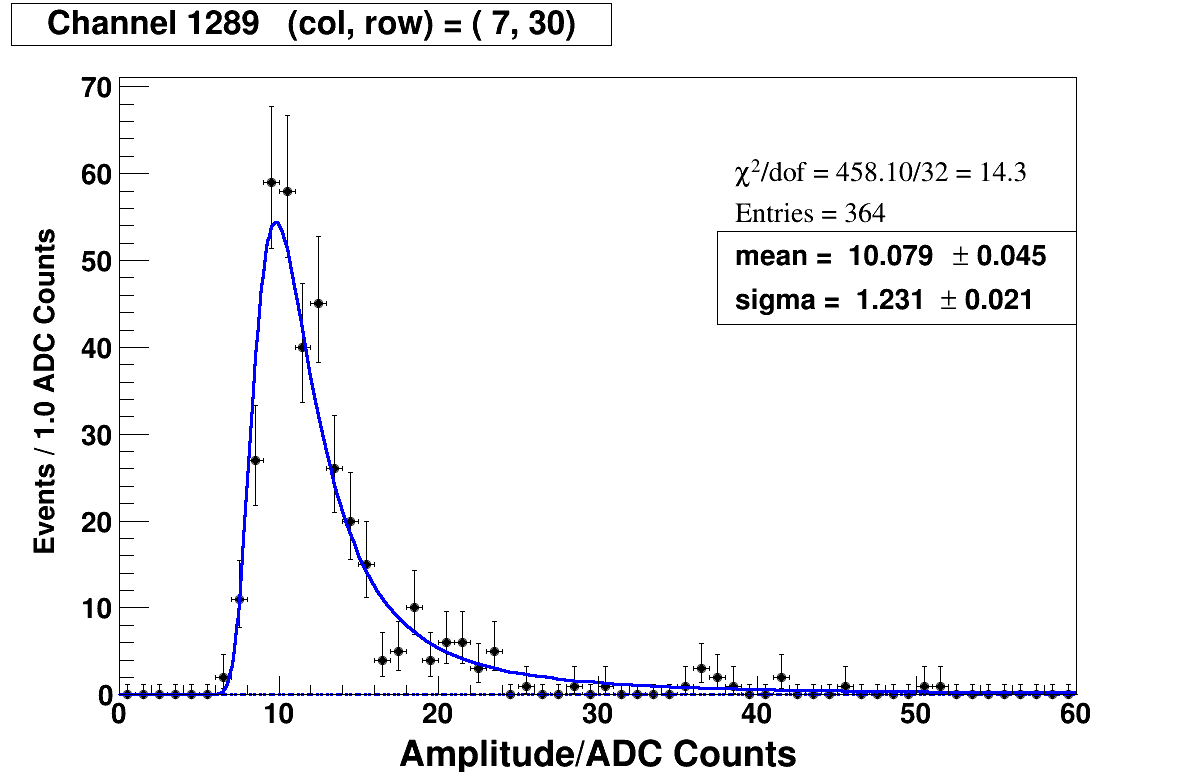 Channel 1289 (col, row) = ( 7, 30)
70
60
50
40
30
20
10
0
Events / 1.0 ADC Counts
χ²/dof = 458.10/32 = 14.3
Entries = 364
mean = 10.079 ± 0.045
sigma = 1.231 ± 0.021
0 10 20 30 40 50 60
Amplitude/ADC Counts